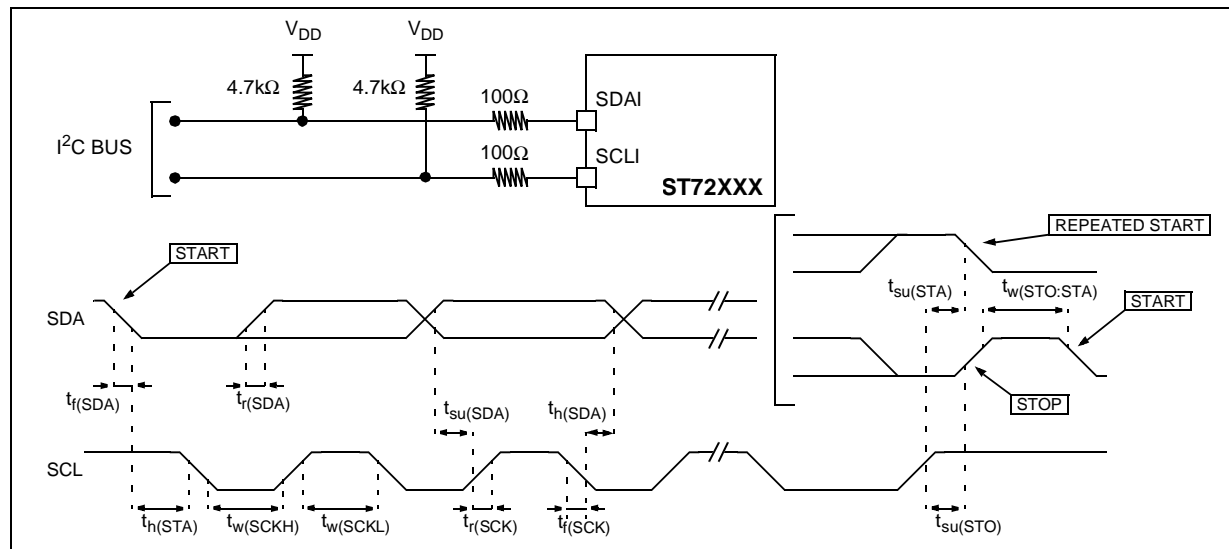 V_DD V_DD
4.7kΩ 4.7kΩ
100Ω
SDAI
I²C BUS
100Ω
SCLI
ST72XXX
REPEATED START
START
t_su(STA) t_w(STO:STA)
START
SDA
t_f(SDA) t_r(SDA)
t_su(SDA) t_h(SDA)
STOP
SCL
t_h(STA) t_w(SCKH) t_w(SCKL) t_r(SCK) t_f(SCK) t_su(STO)